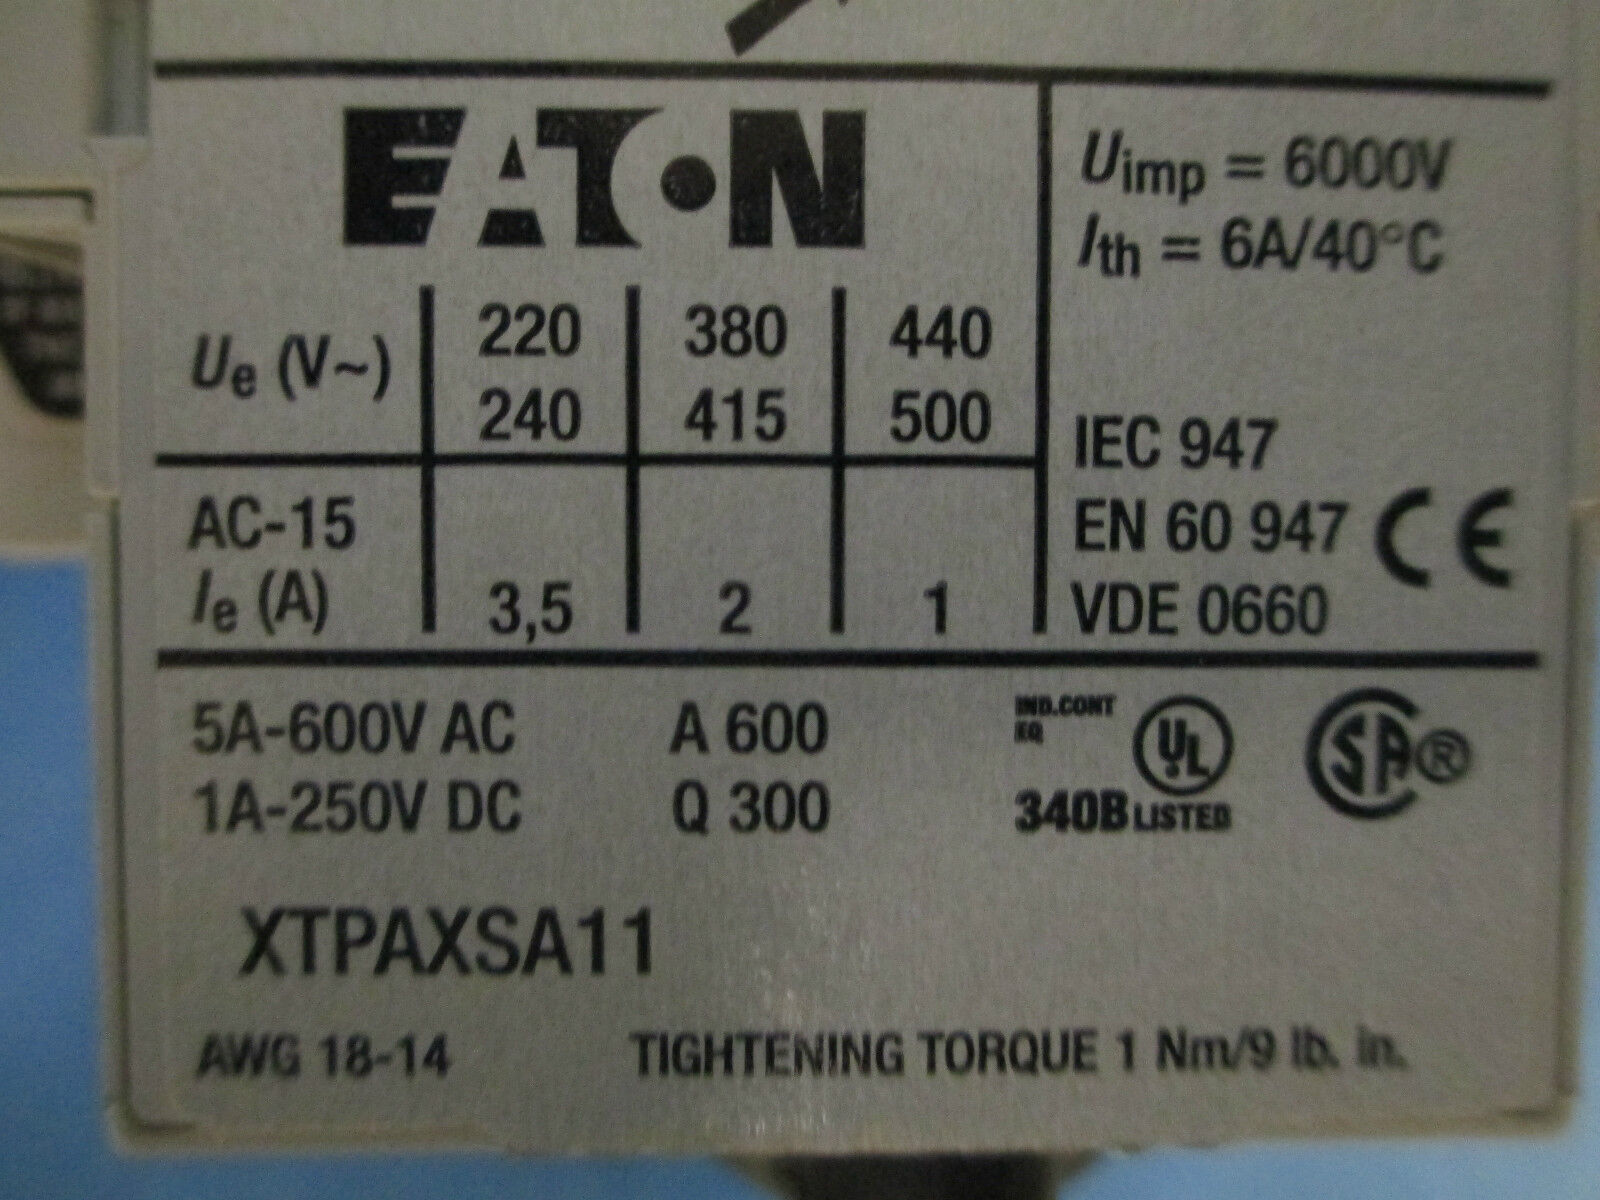 EATON
Uimp = 6000V
Ith = 6A/40°C
Ue (V~) 220 380 440
240 415 500
IEC 947
EN 60 947 CE
VDE 0660
AC-15
Ie (A) 3,5 2 1
5A-600V AC A 600
1A-250V DC Q 300
IND.CONT
EQ
UL
340B LISTED
SA®
XTPAXSA11
AWG 18-14 TIGHTENING TORQUE 1 Nm/9 lb. in.